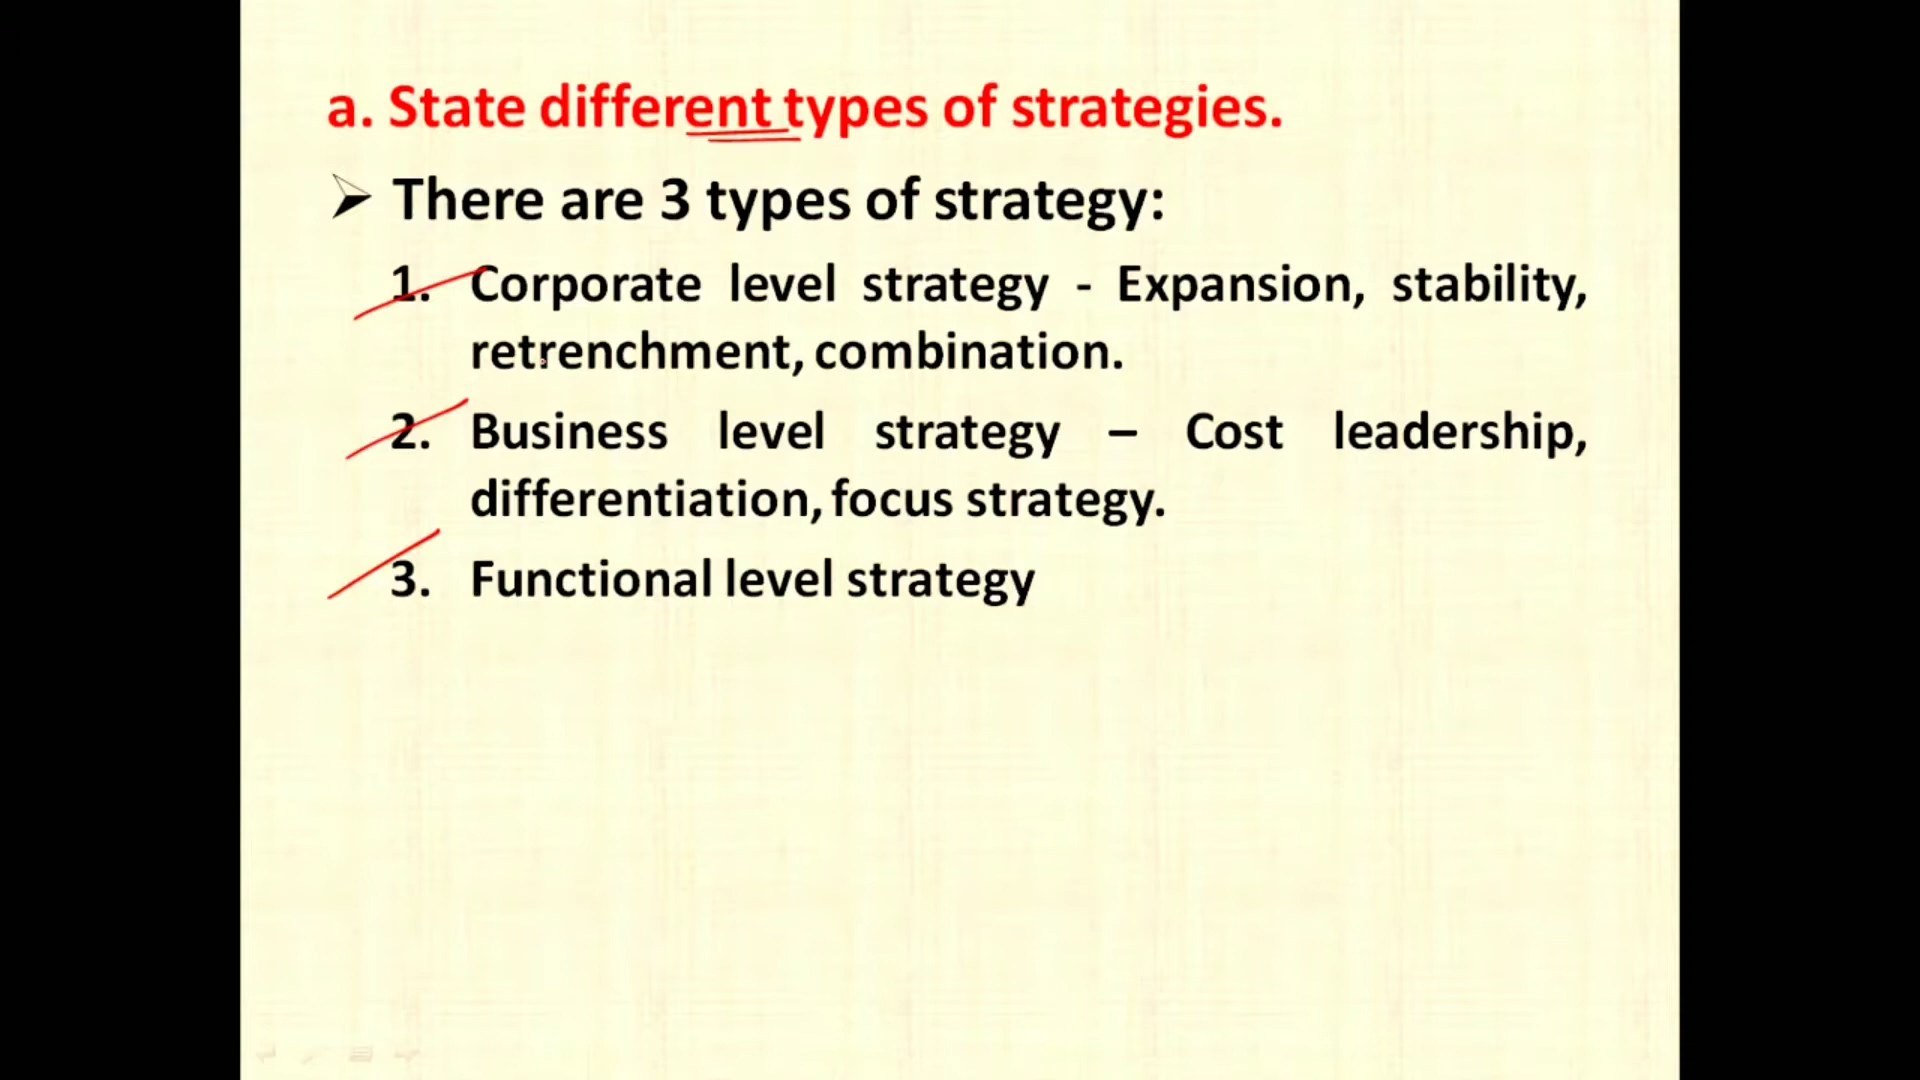 a. State different types of strategies.
➢ There are 3 types of strategy:
1. Corporate level strategy - Expansion, stability,
retrenchment, combination.
2. Business level strategy – Cost leadership,
differentiation, focus strategy.
3. Functional level strategy